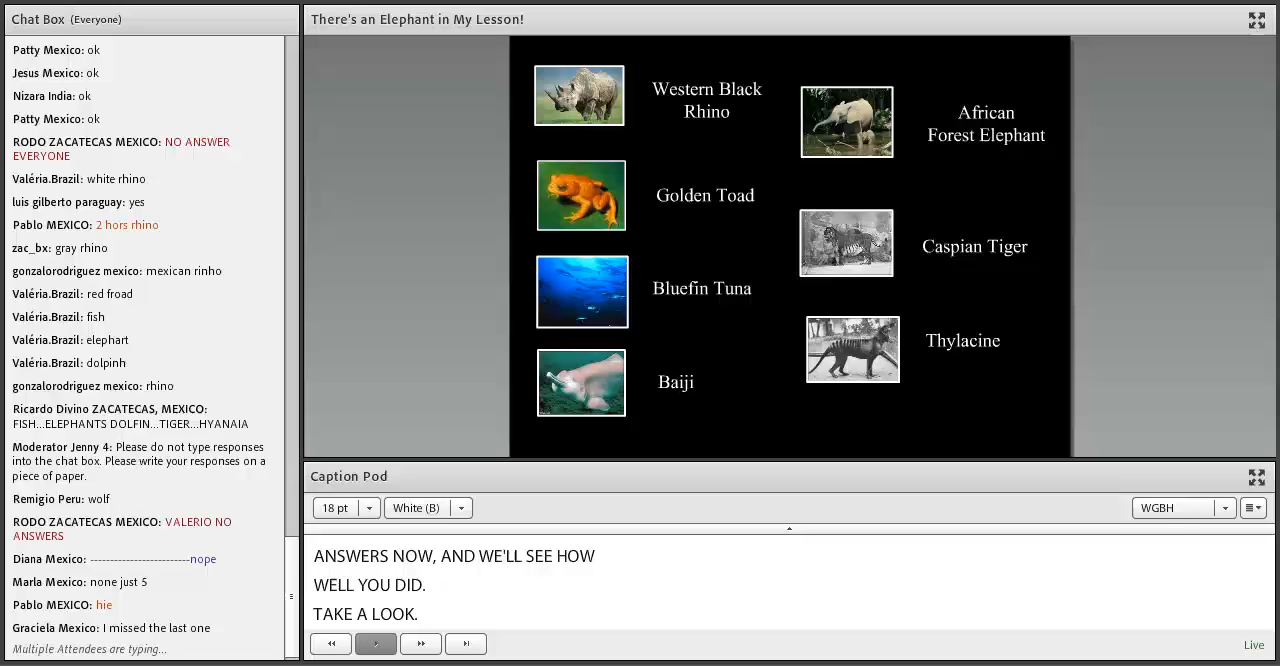 Chat Box (Everyone)
Patty Mexico: ok
Jesus Mexico: ok
Nizara India: ok
Patty Mexico: ok
RODO ZACATECAS MEXICO: NO ANSWER
EVERYONE
Valéria.Brazil: white rhino
luis gilberto paraguay: yes
Pablo MEXICO: 2 hors rhino
zac_bx: gray rhino
gonzalorodriguez mexico: mexican rinho
Valéria.Brazil: red froad
Valéria.Brazil: fish
Valéria.Brazil: elephart
Valéria.Brazil: dolpinh
gonzalorodriguez mexico: rhino
Ricardo Divino ZACATECAS, MEXICO:
FISH...ELEPHANTS DOLFIN...TIGER...HYANAIA
Moderator Jenny 4: Please do not type responses
into the chat box. Please write your responses on a
piece of paper.
Remigio Peru: wolf
RODO ZACATECAS MEXICO: VALERIO NO
ANSWERS
Diana Mexico: --------------------------nope
Marla Mexico: none just 5
Pablo MEXICO: hie
Graciela Mexico: I missed the last one
Multiple Attendees are typing...
There's an Elephant in My Lesson!
Western Black
Rhino
Golden Toad
Bluefin Tuna
Baiji
African
Forest Elephant
Caspian Tiger
Thylacine
Caption Pod
18 pt
White (B)
WGBH
ANSWERS NOW, AND WE'LL SEE HOW
WELL YOU DID.
TAKE A LOOK.
Live